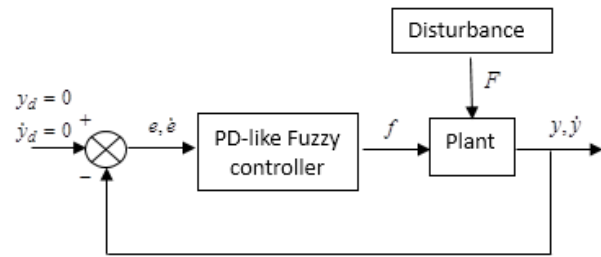 Disturbance
F
y_d = 0
ẏ_d = 0
+
−
e, ė
PD-like Fuzzy
controller
f
Plant
y, ẏ